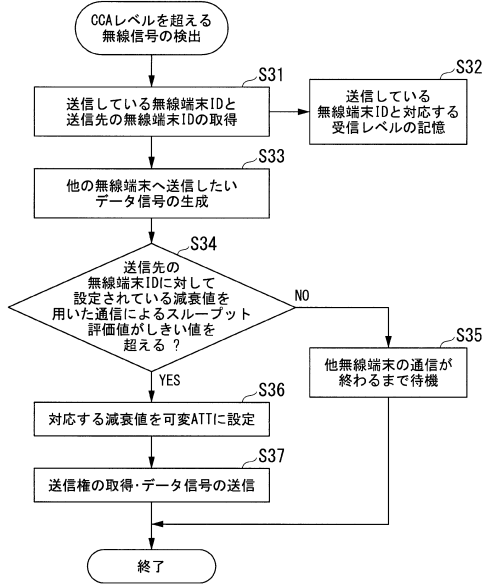 CCAレベルを超える
無線信号の検出
S31
送信している無線端末IDと
送信先の無線端末IDの取得
S32
送信している
無線端末IDと対応する
受信レベルの記憶
S33
他の無線端末へ送信したい
データ信号の生成
S34
送信先の
無線端末IDに対して
設定されている減衰値を
用いた通信によるスループット
評価値がしきい値を
超える ?
NO
YES
S35
他無線端末の通信が
終わるまで待機
S36
対応する減衰値を可変ATTに設定
S37
送信権の取得・データ信号の送信
終了